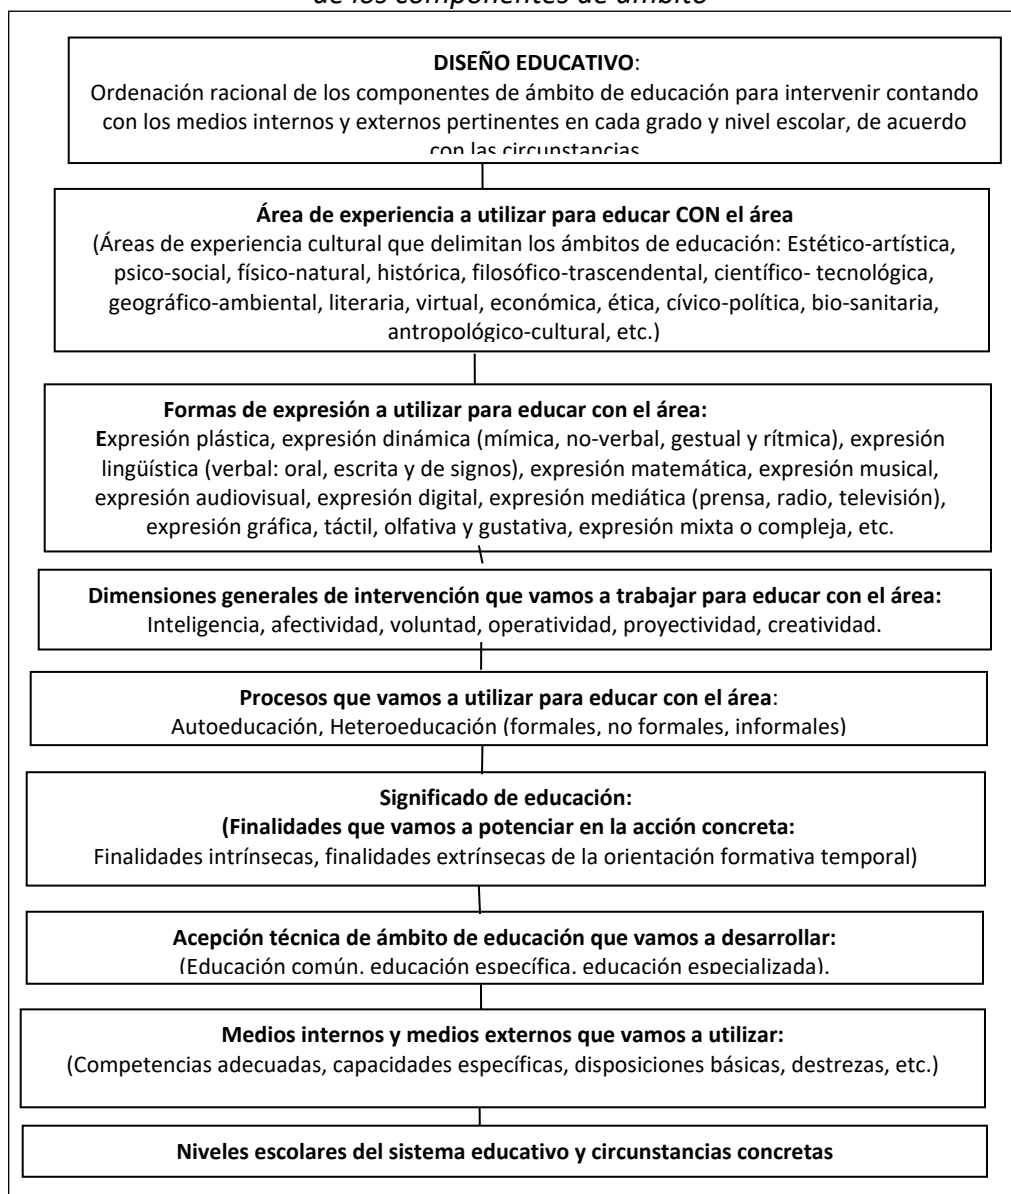 de los componentes de ámbito
DISEÑO EDUCATIVO:
Ordenación racional de los componentes de ámbito de educación para intervenir contando
con los medios internos y externos pertinentes en cada grado y nivel escolar, de acuerdo
con las circunstancias
Área de experiencia a utilizar para educar CON el área
(Áreas de experiencia cultural que delimitan los ámbitos de educación: Estético-artística,
psico-social, físico-natural, histórica, filosófico-trascendental, científico- tecnológica,
geográfico-ambiental, literaria, virtual, económica, ética, cívico-política, bio-sanitaria,
antropológico-cultural, etc.)
Formas de expresión a utilizar para educar con el área:
Expresión plástica, expresión dinámica (mímica, no-verbal, gestual y rítmica), expresión
lingüística (verbal: oral, escrita y de signos), expresión matemática, expresión musical,
expresión audiovisual, expresión digital, expresión mediática (prensa, radio, televisión),
expresión gráfica, táctil, olfativa y gustativa, expresión mixta o compleja, etc.
Dimensiones generales de intervención que vamos a trabajar para educar con el área:
Inteligencia, afectividad, voluntad, operatividad, proyectividad, creatividad.
Procesos que vamos a utilizar para educar con el área:
Autoeducación, Heteroeducación (formales, no formales, informales)
Significado de educación:
(Finalidades que vamos a potenciar en la acción concreta:
Finalidades intrínsecas, finalidades extrínsecas de la orientación formativa temporal)
Acepción técnica de ámbito de educación que vamos a desarrollar:
(Educación común, educación específica, educación especializada).
Medios internos y medios externos que vamos a utilizar:
(Competencias adecuadas, capacidades específicas, disposiciones básicas, destrezas, etc.)
Niveles escolares del sistema educativo y circunstancias concretas